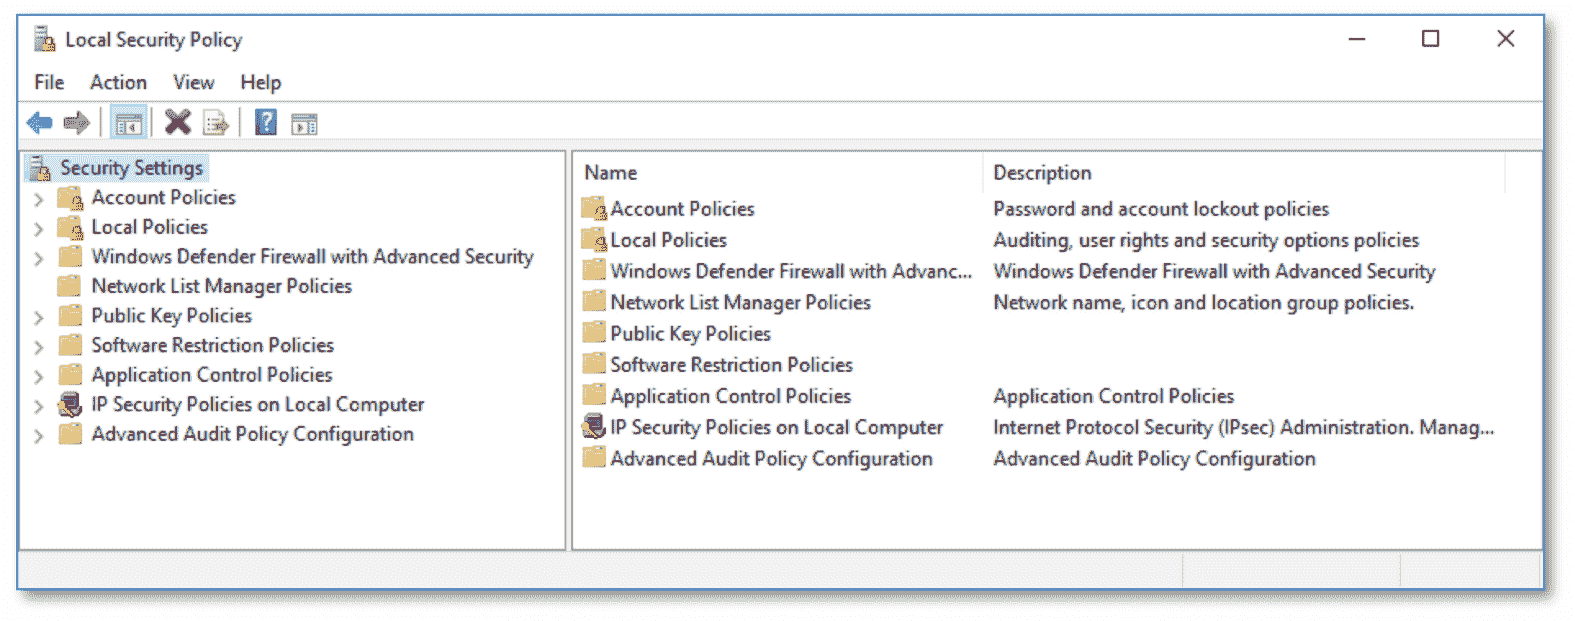 Local Security Policy
File Action View Help
Security Settings
Account Policies
Local Policies
Windows Defender Firewall with Advanced Security
Network List Manager Policies
Public Key Policies
Software Restriction Policies
Application Control Policies
IP Security Policies on Local Computer
Advanced Audit Policy Configuration
Name Description
Account Policies Password and account lockout policies
Local Policies Auditing, user rights and security options policies
Windows Defender Firewall with Advanc... Windows Defender Firewall with Advanced Security
Network List Manager Policies Network name, icon and location group policies.
Public Key Policies
Software Restriction Policies
Application Control Policies Application Control Policies
IP Security Policies on Local Computer Internet Protocol Security (IPsec) Administration. Manag...
Advanced Audit Policy Configuration Advanced Audit Policy Configuration